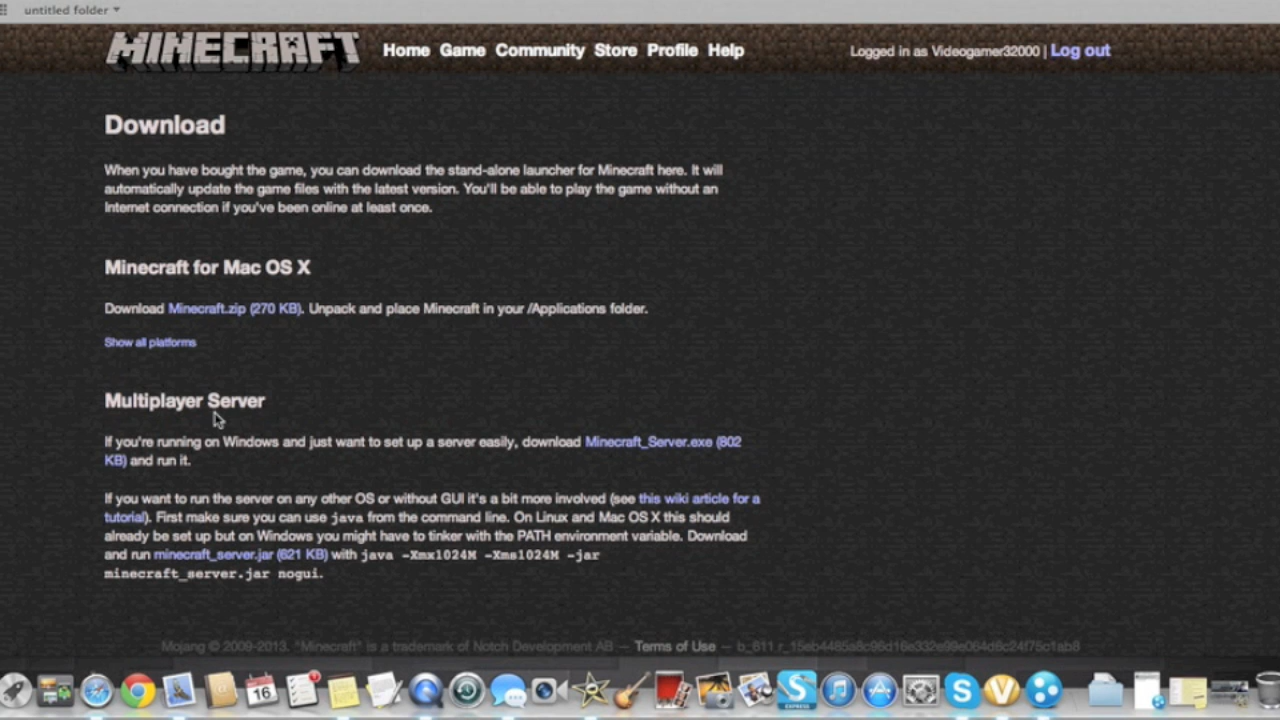 untitled folder
MINECRAFT Home Game Community Store Profile Help Logged in as Videogamer32000 | Log out
Download
When you have bought the game, you can download the stand-alone launcher for Minecraft here. It will
automatically update the game files with the latest version. You'll be able to play the game without an
Internet connection if you've been online at least once.
Minecraft for Mac OS X
Download Minecraft.zip (270 KB). Unpack and place Minecraft in your /Applications folder.
Show all platforms
Multiplayer Server
If you're running on Windows and just want to set up a server easily, download Minecraft_Server.exe (802
KB) and run it.
If you want to run the server on any other OS or without GUI it's a bit more involved (see this wiki article for a
tutorial). First make sure you can use java from the command line. On Linux and Mac OS X this should
already be set up but on Windows you might have to tinker with the PATH environment variable. Download
and run minecraft_server.jar (621 KB) with java -Xmx1024M -Xms1024M -jar
minecraft_server.jar nogui.
Mojang © 2009-2013. "Minecraft" is a trademark of Notch Development AB — Terms of Use — b_611
16
EXPRESS